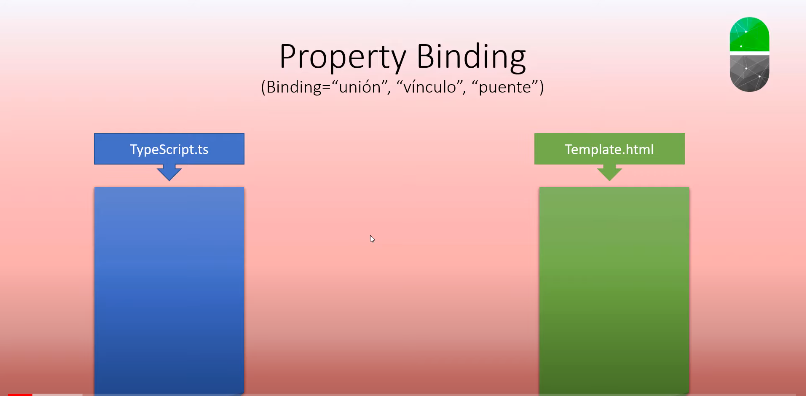 Property Binding
(Binding=“unión”, “vínculo”, “puente”)
TypeScript.ts
Template.html